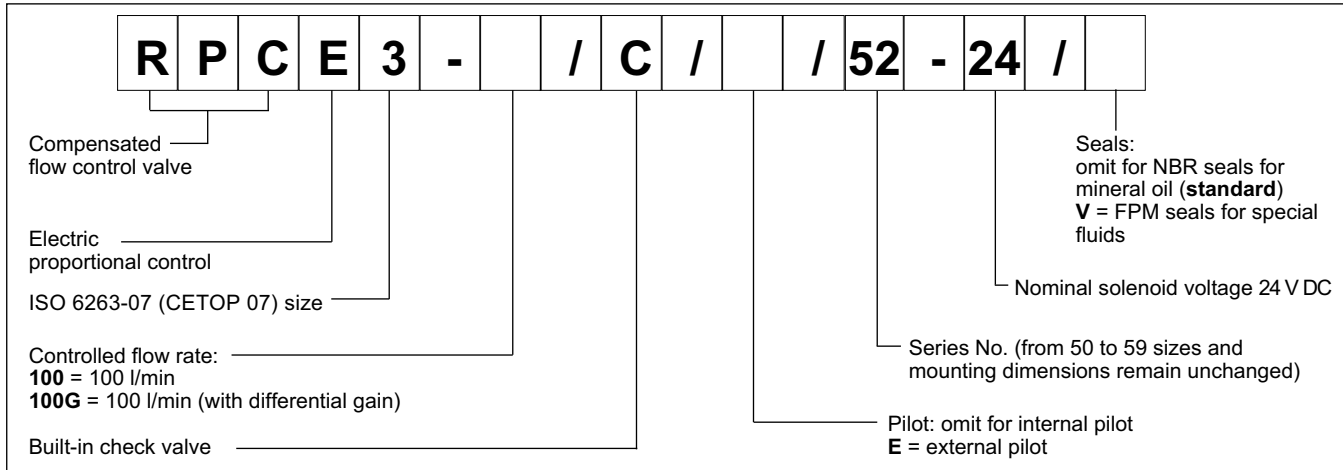 R P C E 3 - / C / / 52 - 24 /
Compensated
flow control valve
Electric
proportional control
ISO 6263-07 (CETOP 07) size
Controlled flow rate:
100 = 100 l/min
100G = 100 l/min (with differential gain)
Built-in check valve
Seals:
omit for NBR seals for
mineral oil (standard)
V = FPM seals for special
fluids
Nominal solenoid voltage 24 V DC
Series No. (from 50 to 59 sizes and
mounting dimensions remain unchanged)
Pilot: omit for internal pilot
E = external pilot